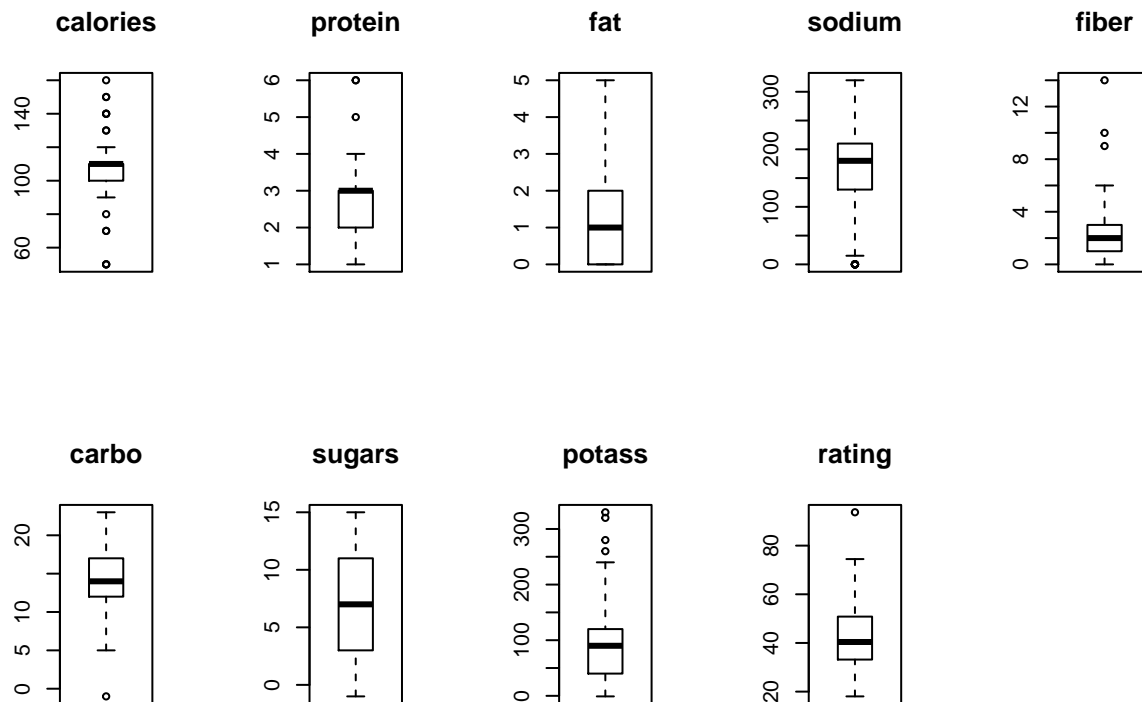 calories
60 100 140
protein
1 2 3 4 5 6
fat
0 1 2 3 4 5
sodium
0 100 200 300
fiber
0 4 8 12
carbo
0 5 10 20
sugars
0 5 10 15
potass
0 100 200 300
rating
20 40 60 80